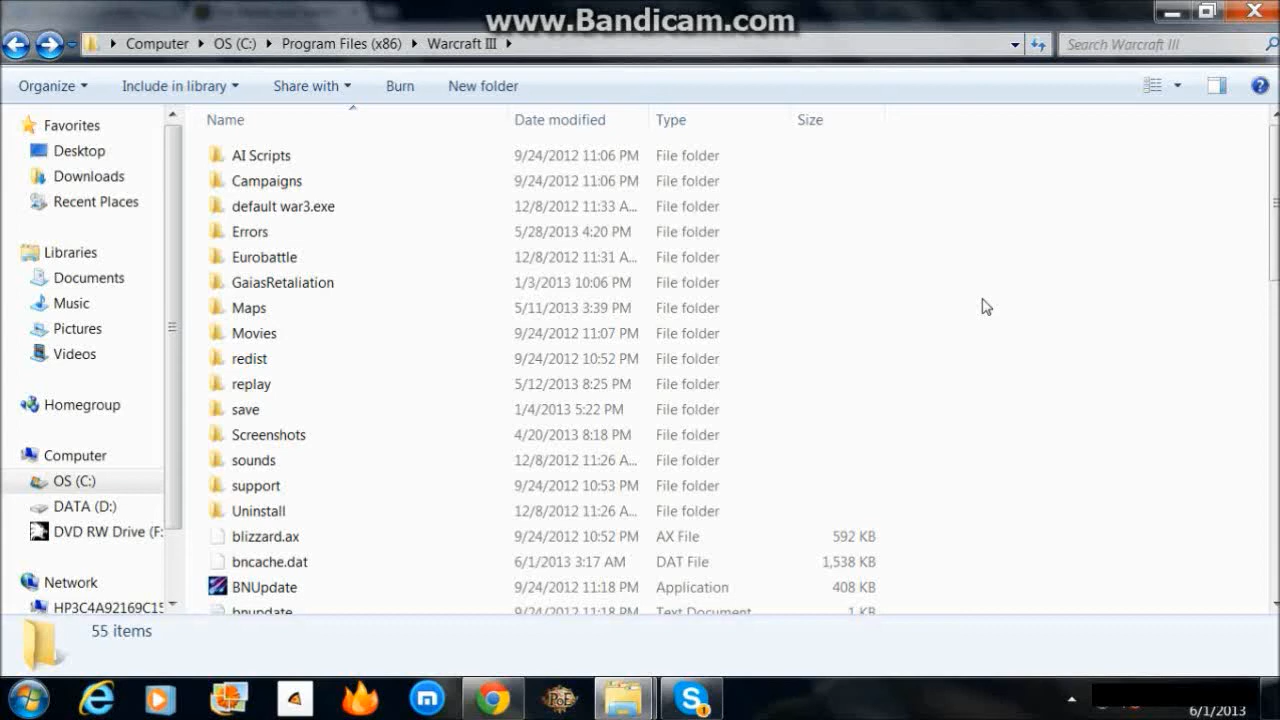 www.Bandicam.com
Computer OS (C:) Program Files (x86) Warcraft III Search Warcraft III
Organize Include in library Share with Burn New folder
Name Date modified Type Size
Favorites
Desktop
Downloads
Recent Places
Libraries
Documents
Music
Pictures
Videos
Homegroup
Computer
OS (C:)
DATA (D:)
DVD RW Drive (F:
Network
HP3C4A92169C15
AI Scripts 9/24/2012 11:06 PM File folder
Campaigns 9/24/2012 11:06 PM File folder
default war3.exe 12/8/2012 11:33 A... File folder
Errors 5/28/2013 4:20 PM File folder
Eurobattle 12/8/2012 11:31 A... File folder
GaiasRetaliation 1/3/2013 10:06 PM File folder
Maps 5/11/2013 3:39 PM File folder
Movies 9/24/2012 11:07 PM File folder
redist 9/24/2012 10:52 PM File folder
replay 5/12/2013 8:25 PM File folder
save 1/4/2013 5:22 PM File folder
Screenshots 4/20/2013 8:18 PM File folder
sounds 12/8/2012 11:26 A... File folder
support 9/24/2012 10:53 PM File folder
Uninstall 12/8/2012 11:26 A... File folder
blizzard.ax 9/24/2012 10:52 PM AX File 592 KB
bncache.dat 6/1/2013 3:17 AM DAT File 1,538 KB
BNUpdate 9/24/2012 11:18 PM Application 408 KB
bnupdate 9/24/2012 11:18 PM Text Document 1 KB
55 items
PoE
1
6/1/2013